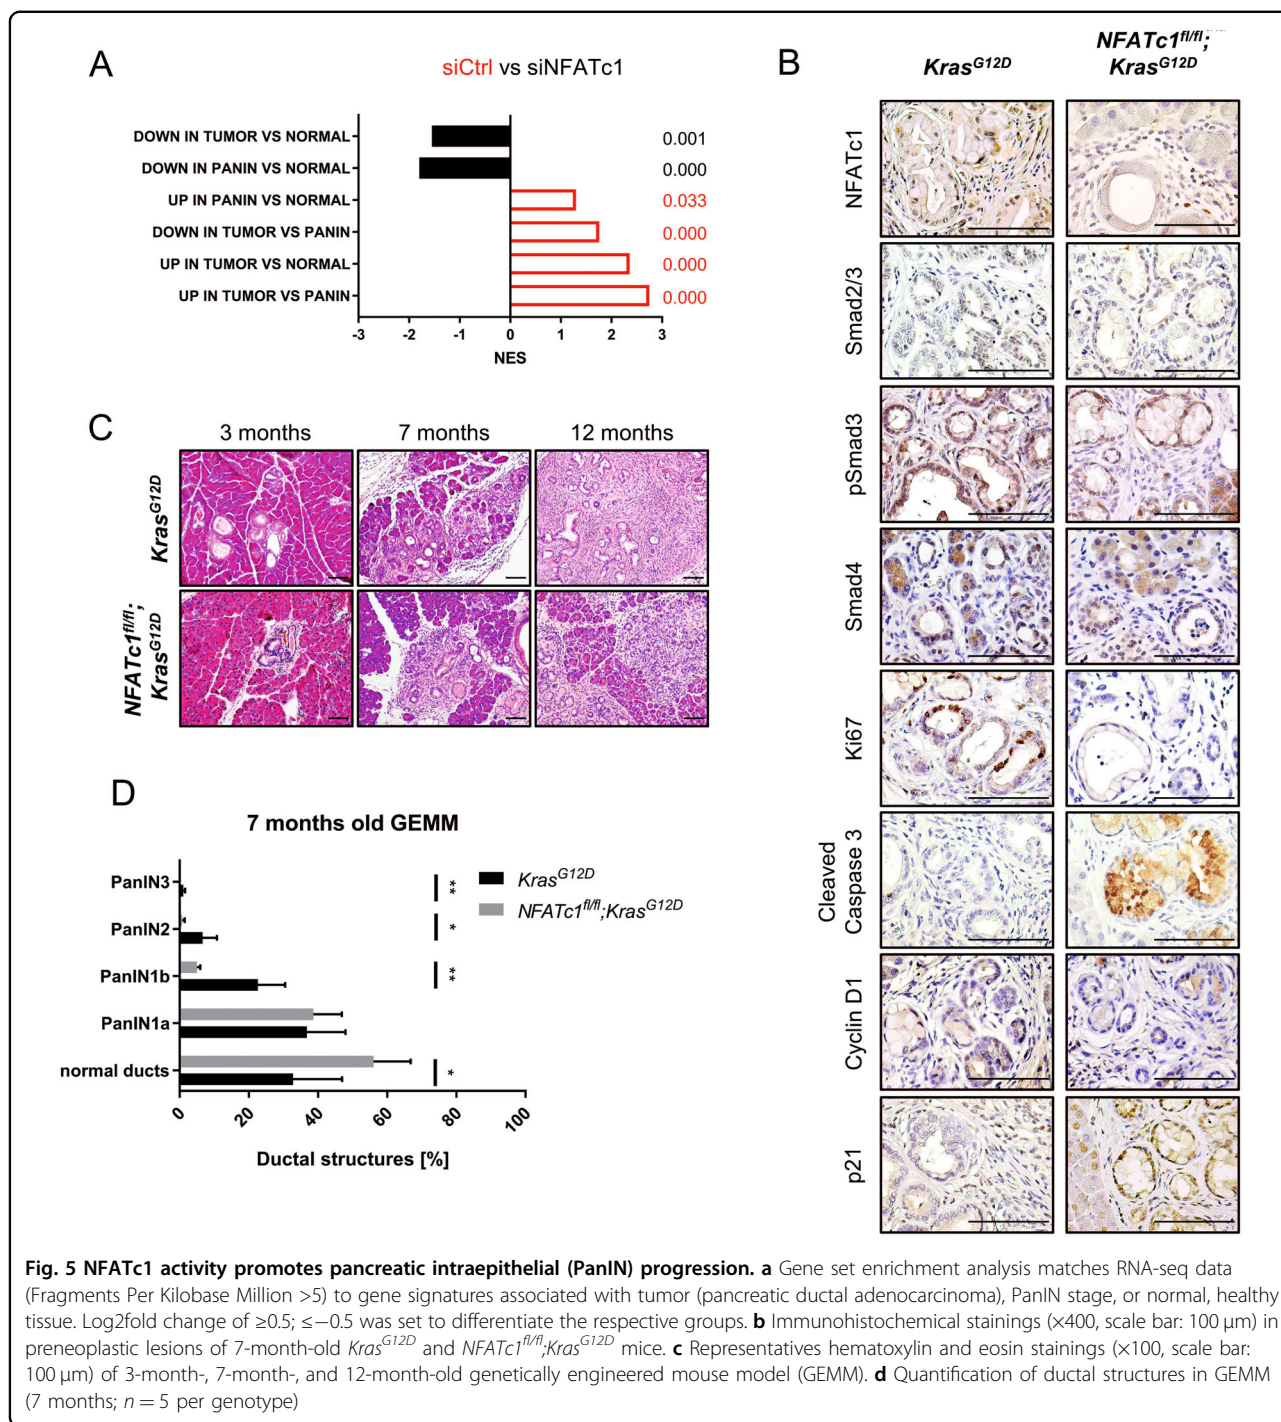 A
siCtrl vs siNFATc1
DOWN IN TUMOR VS NORMAL
0.001
DOWN IN PANIN VS NORMAL
0.000
UP IN PANIN VS NORMAL
0.033
DOWN IN TUMOR VS PANIN
0.000
UP IN TUMOR VS NORMAL
0.000
UP IN TUMOR VS PANIN
0.000
-3 -2 -1 0 1 2 3
NES
B
KrasG12D
NFATc1fl/fl;
KrasG12D
NFATc1
Smad2/3
pSmad3
Smad4
Ki67
Cleaved
Caspase 3
Cyclin D1
p21
C
3 months 7 months 12 months
KrasG12D
NFATc1fl/fl;
KrasG12D
D
7 months old GEMM
PanIN3
**
PanIN2
*
PanIN1b
**
PanIN1a
normal ducts
*
KrasG12D
NFATc1fl/fl;KrasG12D
0 20 40 60 80 100
Ductal structures [%]
Fig. 5 NFATc1 activity promotes pancreatic intraepithelial (PanIN) progression. a Gene set enrichment analysis matches RNA-seq data
(Fragments Per Kilobase Million >5) to gene signatures associated with tumor (pancreatic ductal adenocarcinoma), PanIN stage, or normal, healthy
tissue. Log2fold change of ≥0.5; ≤−0.5 was set to differentiate the respective groups. b Immunohistochemical stainings (×400, scale bar: 100 μm) in
preneoplastic lesions of 7-month-old KrasG12D and NFATc1fl/fl;KrasG12D mice. c Representatives hematoxylin and eosin stainings (×100, scale bar:
100 μm) of 3-month-, 7-month-, and 12-month-old genetically engineered mouse model (GEMM). d Quantification of ductal structures in GEMM
(7 months; n = 5 per genotype)